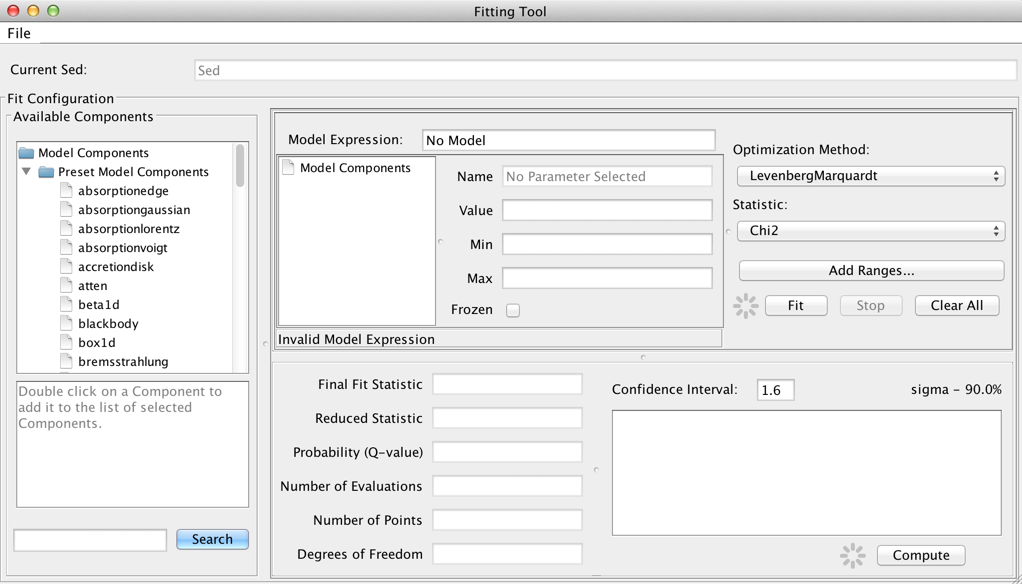 Fitting Tool
File
Current Sed: Sed
Fit Configuration
Available Components
Model Components
Preset Model Components
absorptionedge
absorptiongaussian
absorptionlorentz
absorptionvoigt
accretiondisk
atten
beta1d
blackbody
box1d
bremsstrahlung
Double click on a Component to
add it to the list of selected
Components.
Search
Model Expression: No Model
Model Components
Name No Parameter Selected
Value
Min
Max
Frozen
Invalid Model Expression
Optimization Method:
LevenbergMarquardt
Statistic:
Chi2
Add Ranges...
Fit Stop Clear All
Final Fit Statistic
Reduced Statistic
Probability (Q-value)
Number of Evaluations
Number of Points
Degrees of Freedom
Confidence Interval: 1.6 sigma - 90.0%
Compute